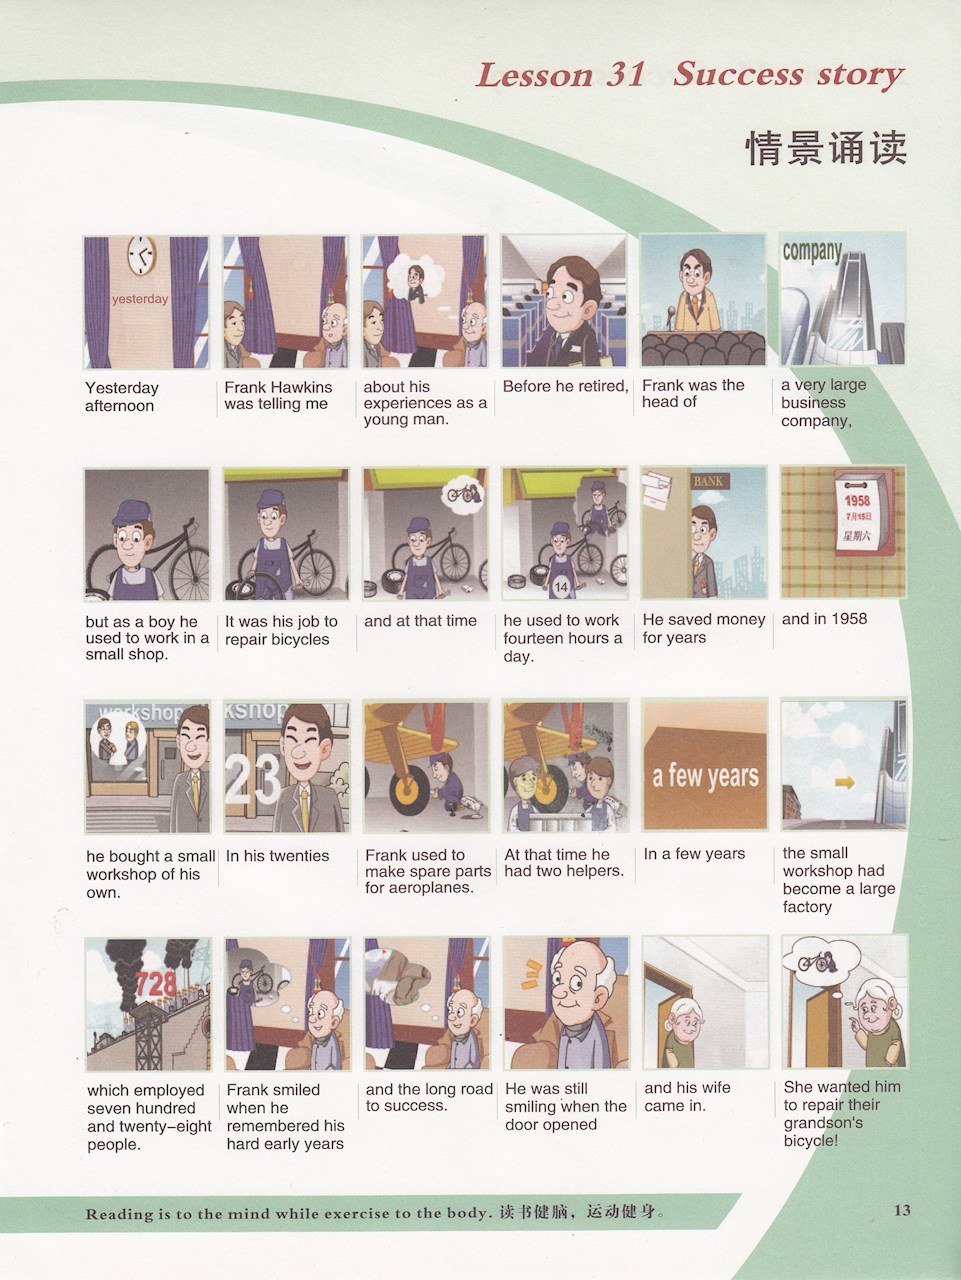 Lesson 31 Success story
情景诵读
yesterday
company
Yesterday
afternoon
Frank Hawkins
was telling me
about his
experiences as a
young man.
Before he retired,
Frank was the
head of
a very large
business
company,
14
BANK
1958
7月15日
星期六
but as a boy he
used to work in a
small shop.
It was his job to
repair bicycles
and at that time
he used to work
fourteen hours a
day.
He saved money
for years
and in 1958
workshop
kshop
23
a few years
he bought a small
workshop of his
own.
In his twenties
Frank used to
make spare parts
for aeroplanes.
At that time he
had two helpers.
In a few years
the small
workshop had
become a large
factory
728
which employed
seven hundred
and twenty-eight
people.
Frank smiled
when he
remembered his
hard early years
and the long road
to success.
He was still
smiling when the
door opened
and his wife
came in.
She wanted him
to repair their
grandson's
bicycle!
Reading is to the mind while exercise to the body. 读书健脑，运动健身。
13